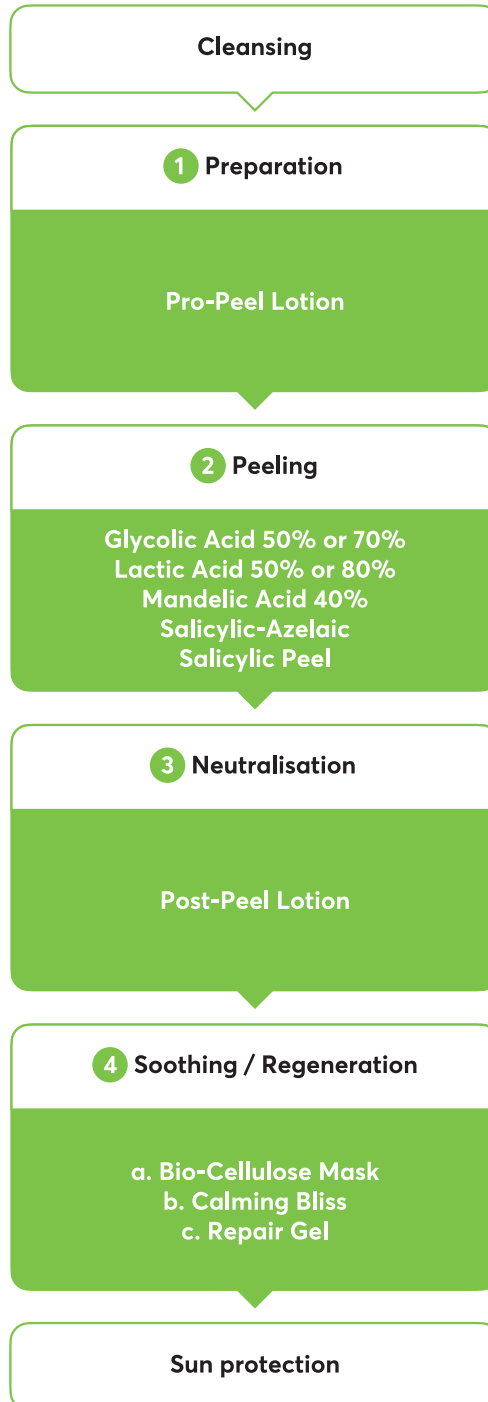 Cleansing
1 Preparation
Pro-Peel Lotion
2 Peeling
Glycolic Acid 50% or 70%
Lactic Acid 50% or 80%
Mandelic Acid 40%
Salicylic-Azelaic
Salicylic Peel
3 Neutralisation
Post-Peel Lotion
4 Soothing / Regeneration
a. Bio-Cellulose Mask
b. Calming Bliss
c. Repair Gel
Sun protection